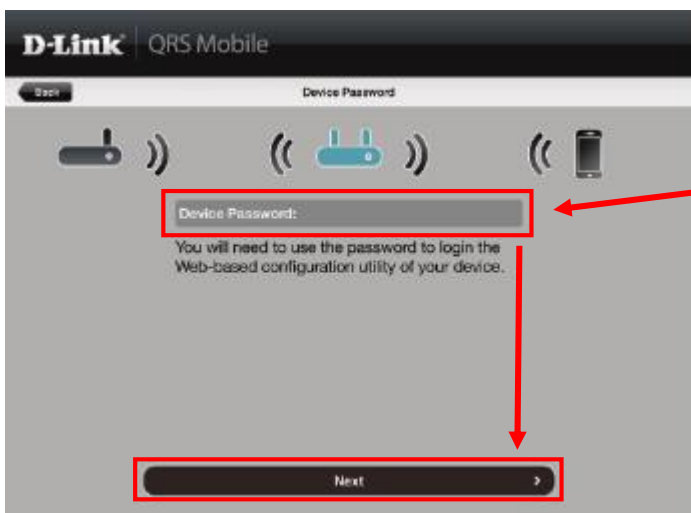 D-Link QRS Mobile
Back
Device Password
Device Password:
You will need to use the password to login the
Web-based configuration utility of your device.
Next